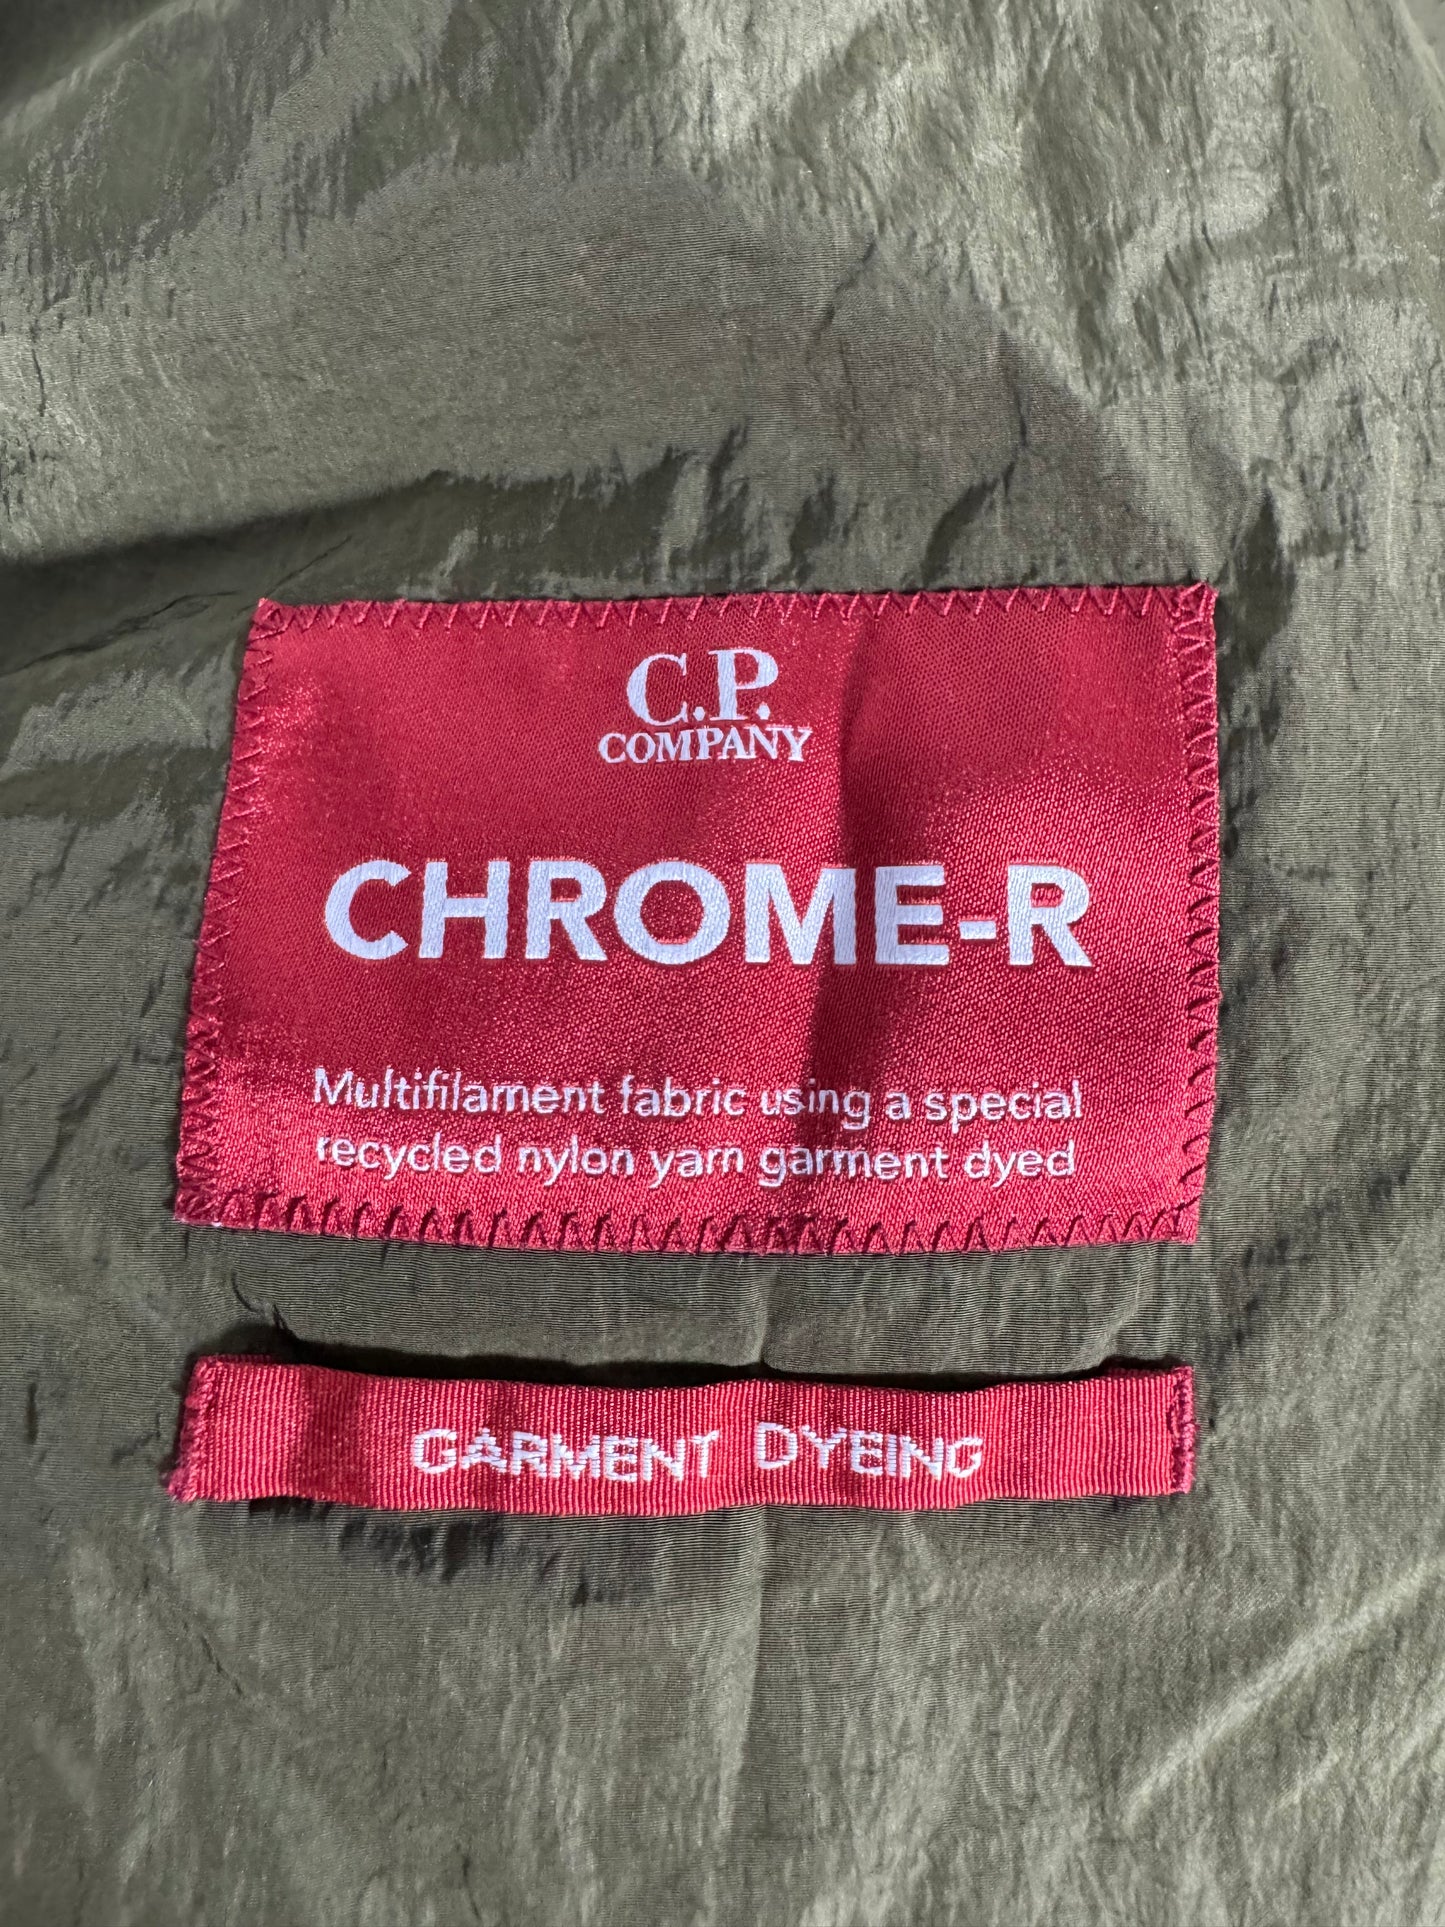 C.P.
COMPANY
CHROME-R
Multifilament fabric using a special
recycled nylon yarn garment dyed
GARMENT DYEING